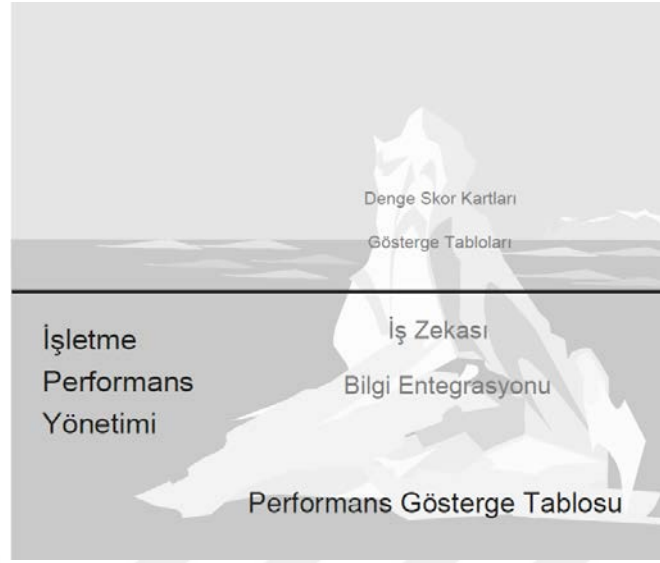 Denge Skor Kartları
Gösterge Tabloları
İşletme
Performans
Yönetimi
İş Zekası
Bilgi Entegrasyonu
Performans Gösterge Tablosu